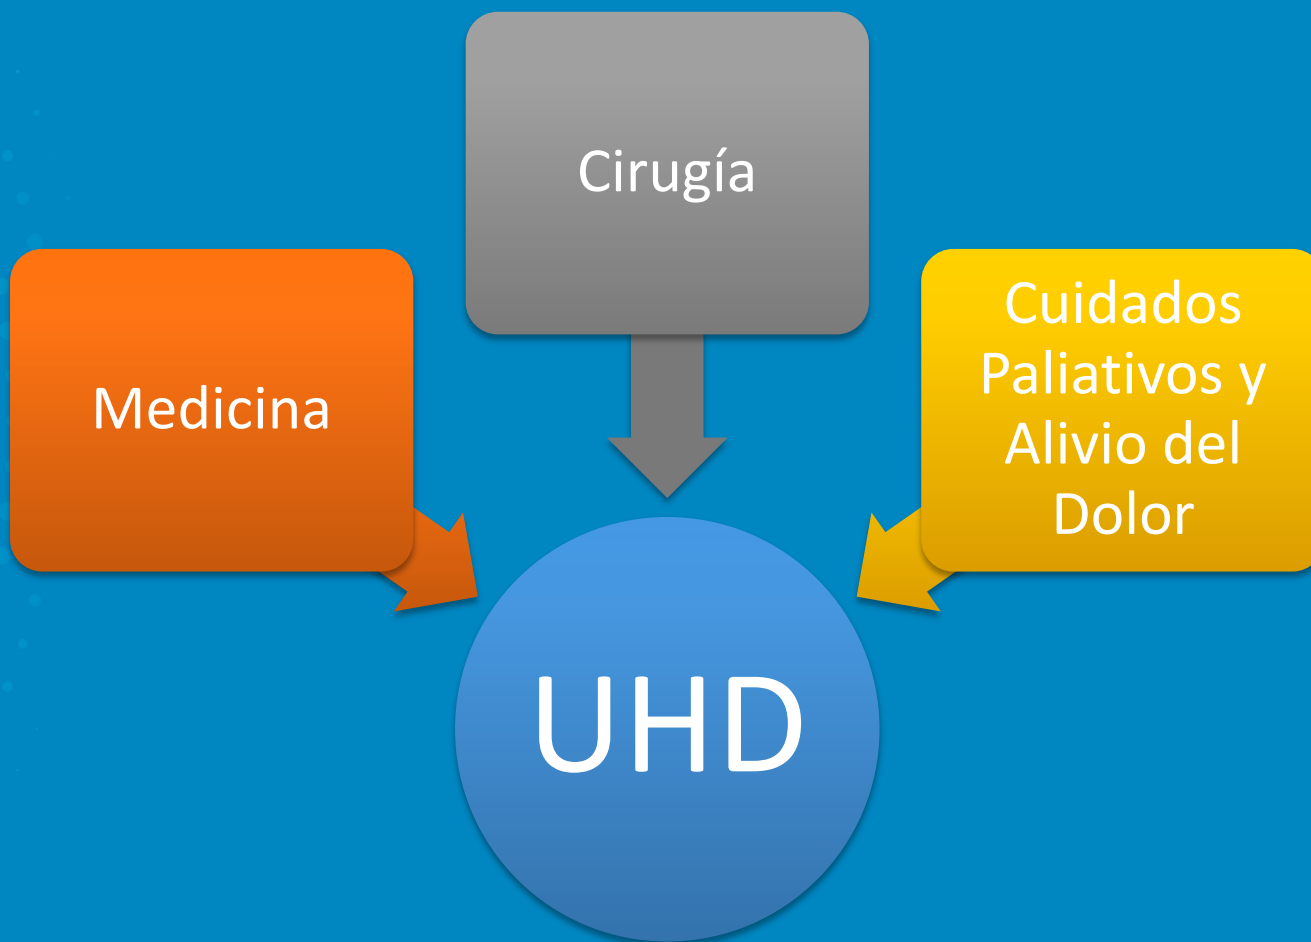 Cirugía
Medicina
Cuidados
Paliativos y
Alivio del
Dolor
UHD